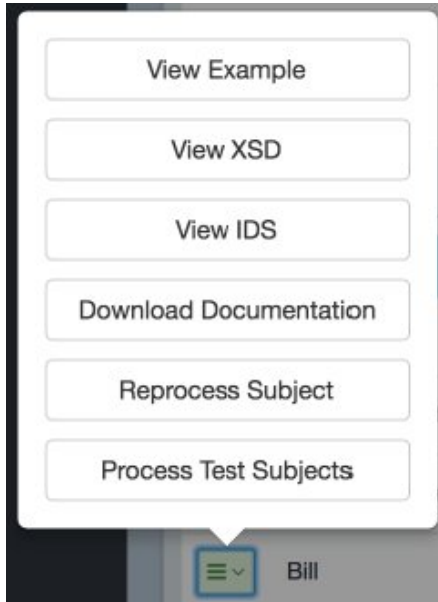 View Example
View XSD
View IDS
Download Documentation
Reprocess Subject
Process Test Subjects
Bill